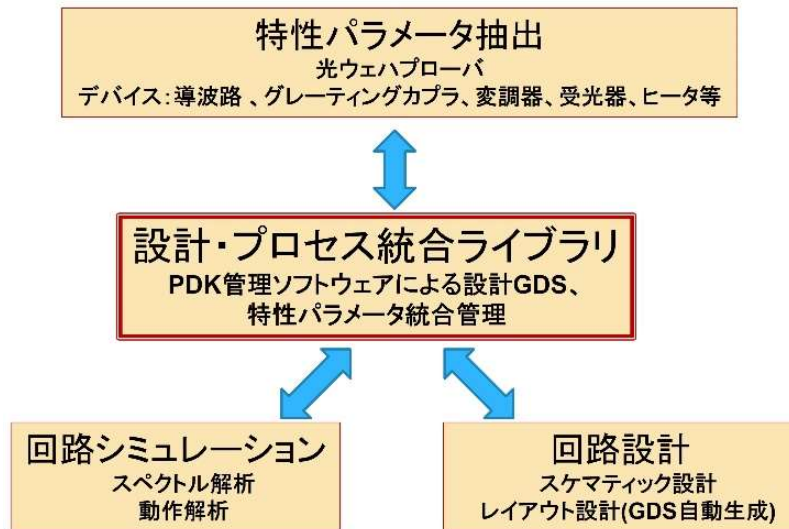 特性パラメータ抽出
光ウェハプローバ
デバイス：導波路 、グレーティングカプラ、変調器、受光器、ヒータ等
設計・プロセス統合ライブラリ
PDK管理ソフトウェアによる設計GDS、
特性パラメータ統合管理
回路シミュレーション
スペクトル解析
動作解析
回路設計
スケマティック設計
レイアウト設計(GDS自動生成)